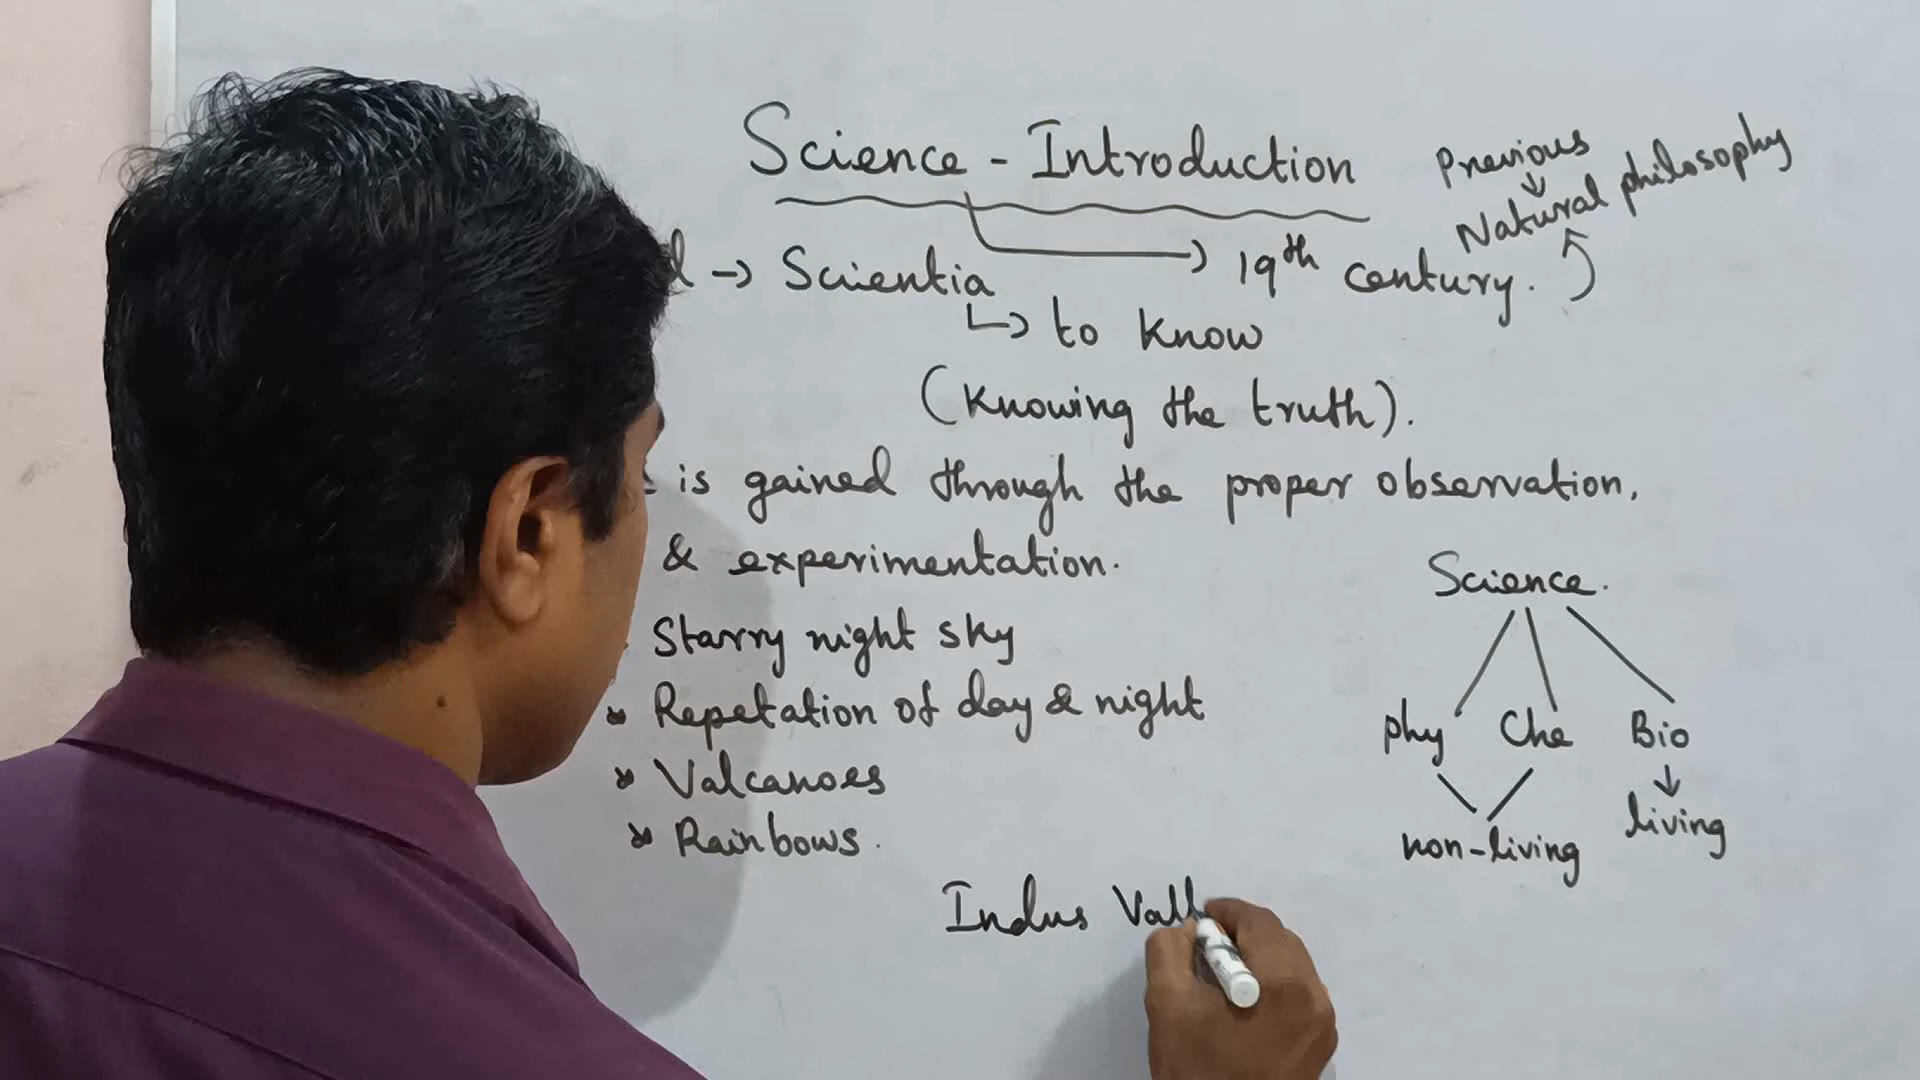 Science - Introduction
Previous
Natural philosophy
→ Scientia
19th century.
to know
(Knowing the truth).
is gained through the proper observation,
& experimentation.
Starry night sky
Repetation of day & night
Valcanoes
Rainbows.
Science.
phy Che Bio
non-living
living
Indus Vall